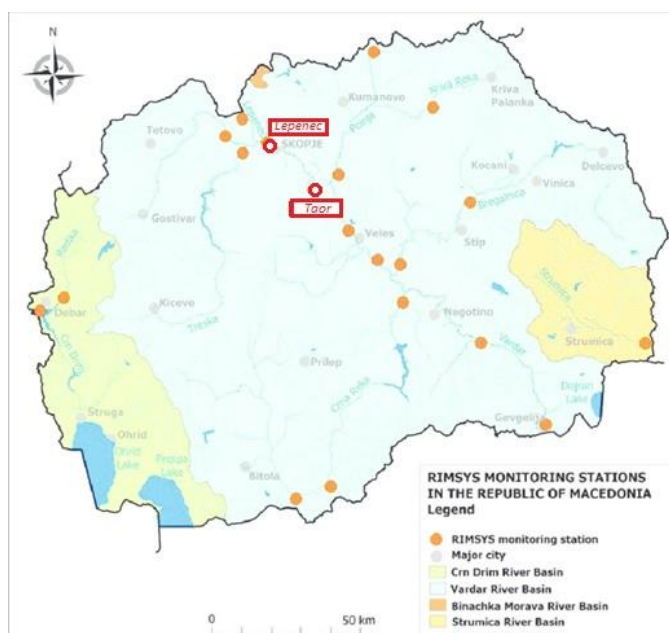 N
Kriva Reka
Kriva
Palanka
Kumanovo
Pcinja
Lepenec
SKOPJE
Tetovo
Kocani
Delcevo
Vinica
Bregalnica
Taor
Gostivar
Radika
Veles
Stip
Strumica
Debar
Kicevo
Treska
Negotino
Vardar
Strumica
Crn Drim
Prilep
Crna Reka
Dojran
Lake
Struga
Ohrid
Ohrid
Lake
Prespa
Lake
Gevgelija
Bitola
RIMSYS MONITORING STATIONS
IN THE REPUBLIC OF MACEDONIA
Legend
RIMSYS monitoring station
Major city
Crn Drim River Basin
Vardar River Basin
Binachka Morava River Basin
Strumica River Basin
0 50 km